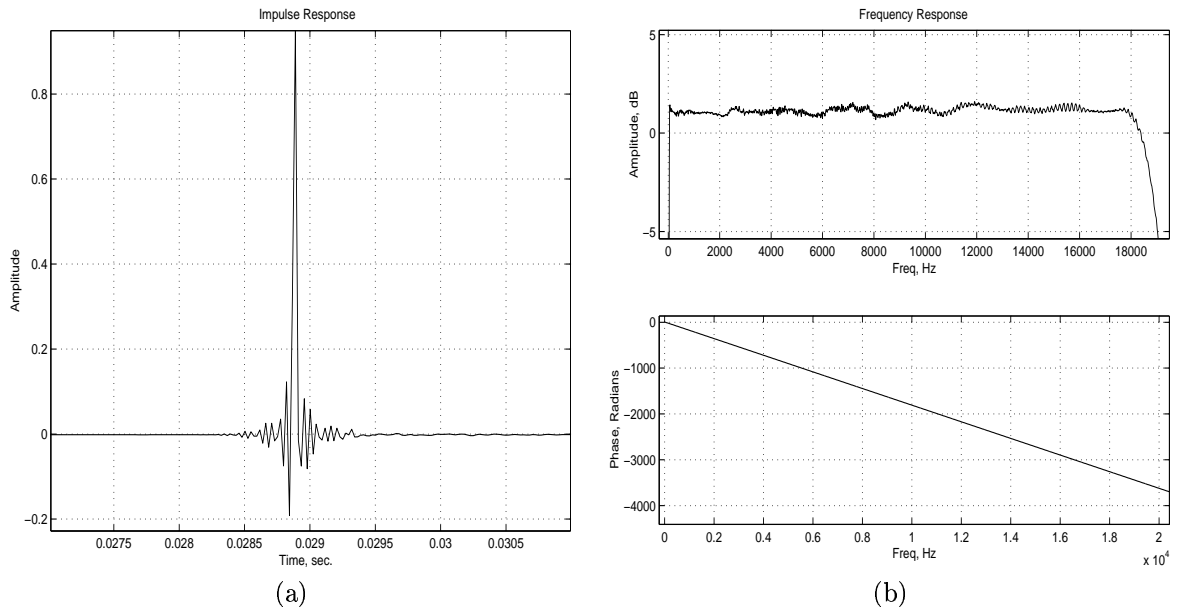 Impulse Response
0.8
0.6
0.4
0.2
0
−0.2
Amplitude
0.0275 0.028 0.0285 0.029 0.0295 0.03 0.0305
Time, sec.
(a)
Frequency Response
5
0
−5
Amplitude, dB
0 2000 4000 6000 8000 10000 12000 14000 16000 18000
Freq, Hz
0
−1000
−2000
−3000
−4000
Phase, Radians
0 0.2 0.4 0.6 0.8 1 1.2 1.4 1.6 1.8 2
x 10⁴
Freq, Hz
(b)